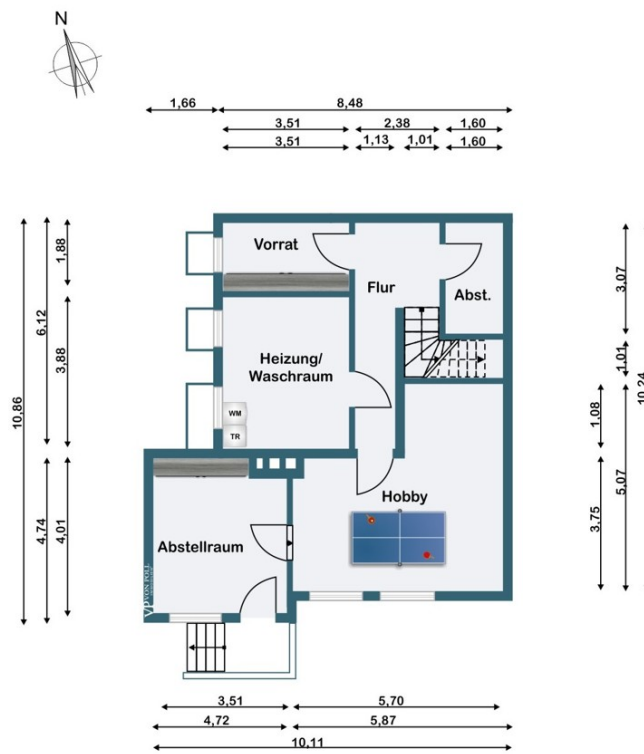 N
1,66 8,48
3,51 2,38 1,60
3,51 1,13 1,01 1,60
10,86
6,12
1,88
3,88
4,74
4,01
Vorrat
Flur
Abst.
Heizung/
Waschraum
WM
TR
Hobby
Abstellraum
VP VON POLL
3,07
1,01
10,24
1,08
5,07
3,75
3,51 5,70
4,72 5,87
10,11